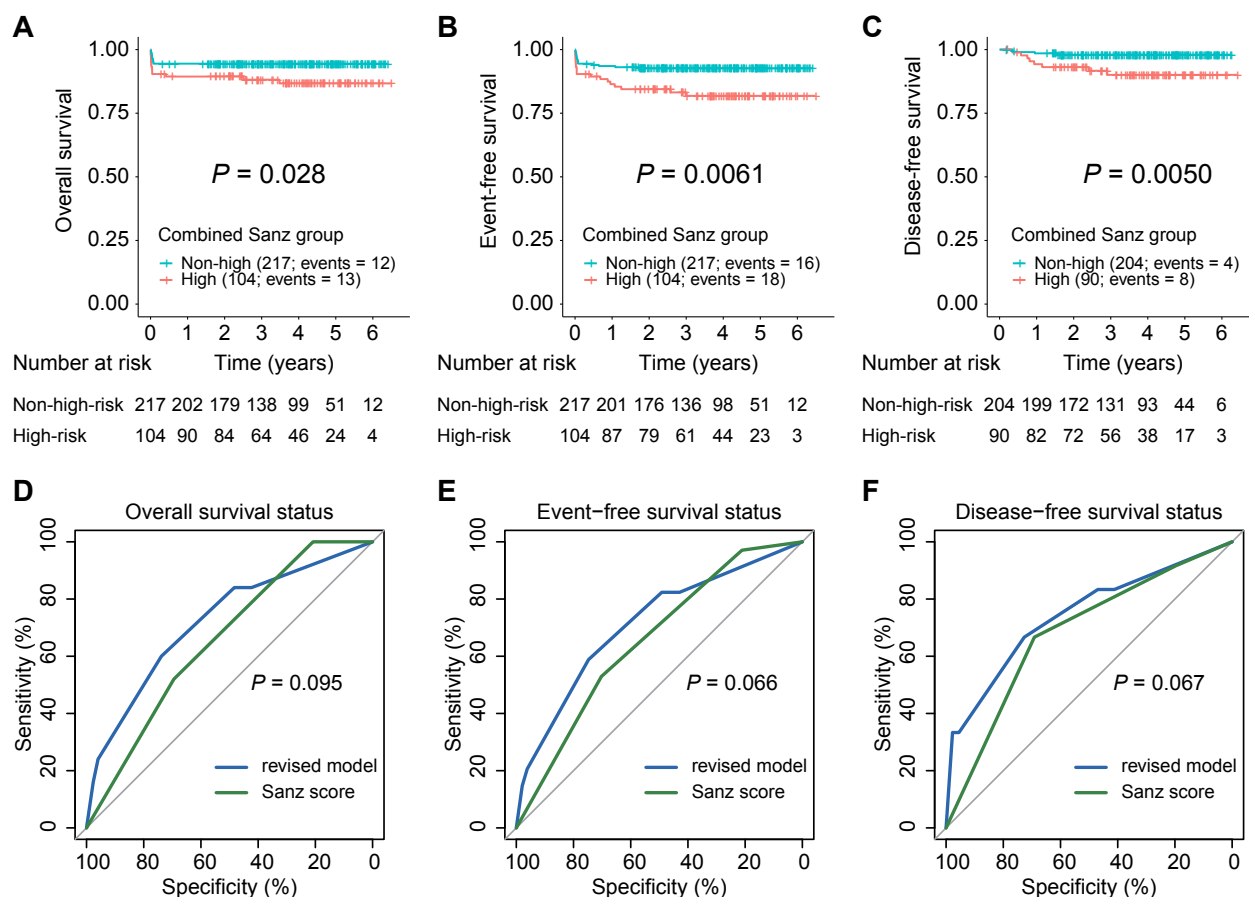 A
1.00
0.75
0.50
0.25
0.00
Overall survival
P = 0.028
Combined Sanz group
Non-high (217; events = 12)
High (104; events = 13)
0 1 2 3 4 5 6
Number at risk Time (years)
Non-high-risk 217 202 179 138 99 51 12
High-risk 104 90 84 64 46 24 4
B
1.00
0.75
0.50
0.25
0.00
Event-free survival
P = 0.0061
Combined Sanz group
Non-high (217; events = 16)
High (104; events = 18)
0 1 2 3 4 5 6
Number at risk Time (years)
Non-high-risk 217 201 176 136 98 51 12
High-risk 104 87 79 61 44 23 3
C
1.00
0.75
0.50
0.25
0.00
Disease-free survival
P = 0.0050
Combined Sanz group
Non-high (204; events = 4)
High (90; events = 8)
0 1 2 3 4 5 6
Number at risk Time (years)
Non-high-risk 204 199 172 131 93 44 6
High-risk 90 82 72 56 38 17 3
D
Overall survival status
100
80
60
40
20
0
Sensitivity (%)
P = 0.095
revised model
Sanz score
100 80 60 40 20 0
Specificity (%)
E
Event−free survival status
100
80
60
40
20
0
Sensitivity (%)
P = 0.066
revised model
Sanz score
100 80 60 40 20 0
Specificity (%)
F
Disease−free survival status
100
80
60
40
20
0
Sensitivity (%)
P = 0.067
revised model
Sanz score
100 80 60 40 20 0
Specificity (%)